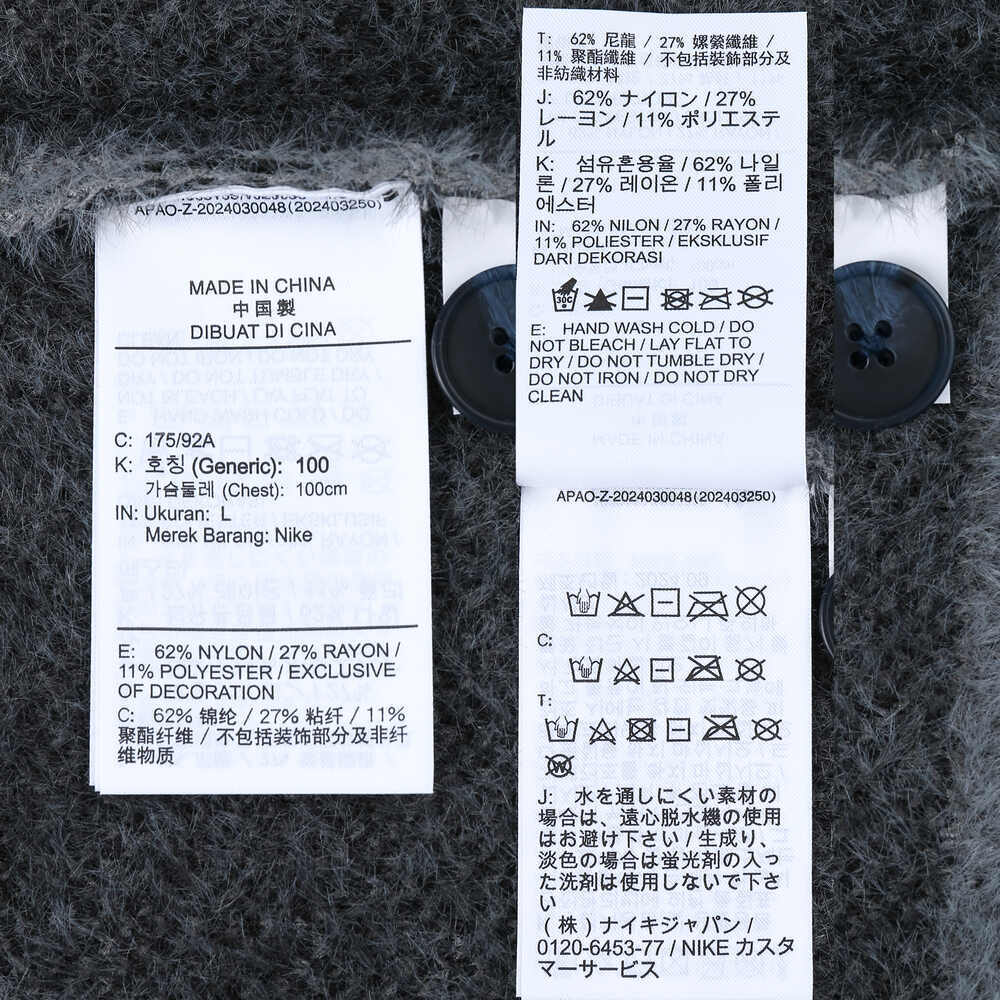 APAO-Z-2024030048(202403250)
MADE IN CHINA
中国製
DIBUAT DI CINA
C: 175/92A
K: 호칭 (Generic): 100
가슴둘레 (Chest): 100cm
IN: Ukuran: L
Merek Barang: Nike
E: 62% NYLON / 27% RAYON /
11% POLYESTER / EXCLUSIVE
OF DECORATION
C: 62% 锦纶 / 27% 粘纤 / 11%
聚酯纤维 / 不包括装饰部分及非纤
维物质
T: 62% 尼龍 / 27% 嫘縈纖維 /
11% 聚酯纖維 / 不包括裝飾部分及
非紡織材料
J: 62% ナイロン / 27%
レーヨン / 11% ポリエステ
ル
K: 섬유혼용율 / 62% 나일
론 / 27% 레이온 / 11% 폴리
에스터
IN: 62% NILON / 27% RAYON /
11% POLIESTER / EKSKLUSIF
DARI DEKORASI
30C
E: HAND WASH COLD / DO
NOT BLEACH / LAY FLAT TO
DRY / DO NOT TUMBLE DRY /
DO NOT IRON / DO NOT DRY
CLEAN
APAO-Z-2024030048(202403250)
C:
T:
W
J: 水を通しにくい素材の
場合は、遠心脱水機の使用
はお避け下さい / 生成り、
淡色の場合は蛍光剤の入っ
た洗剤は使用しないで下さ
い
(株) ナイキジャパン /
0120-6453-77 / NIKE カスタ
マーサービス